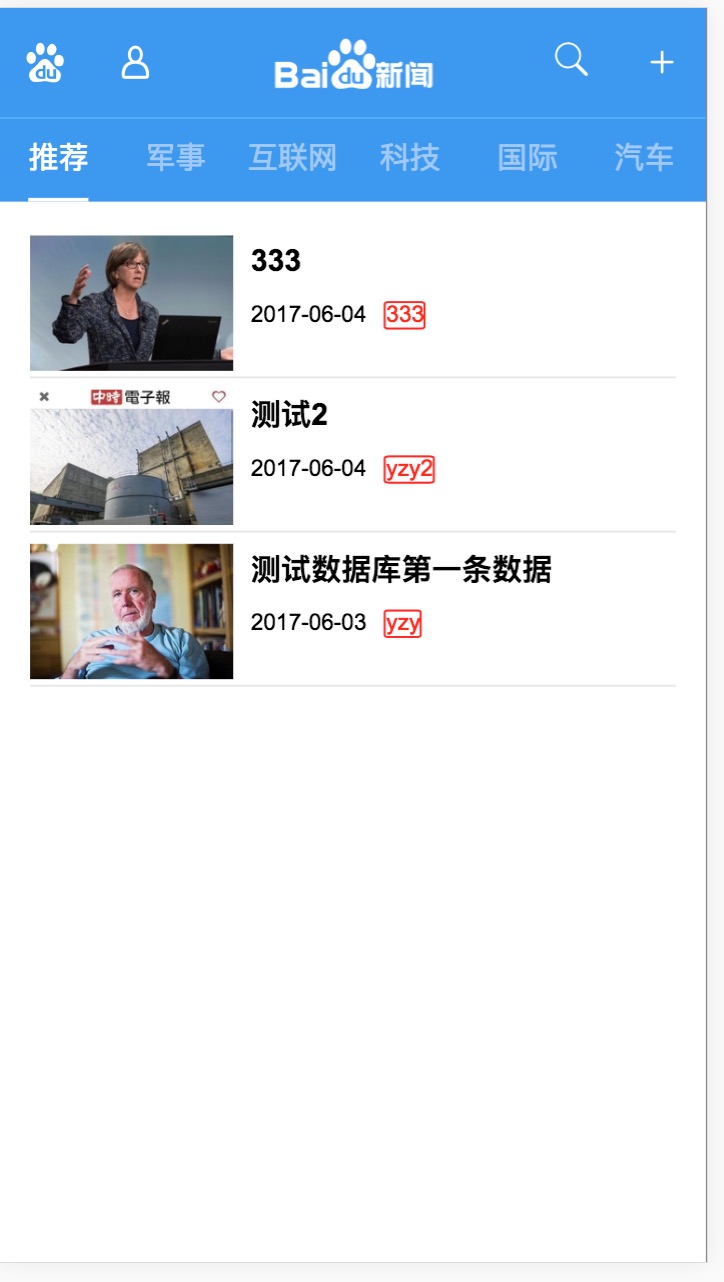 du
Baidu新闻
推荐 军事 互联网 科技 国际 汽车
333
2017-06-04 333
中時電子報
测试2
2017-06-04 yzy2
测试数据库第一条数据
2017-06-03 yzy